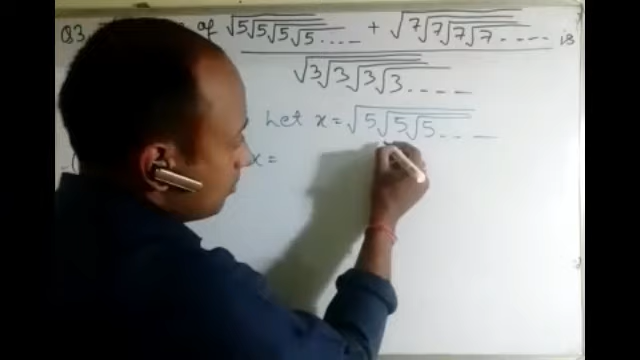 Q3 of √5√5√5√5.... + √7√7√7√7..... is
√3√3√3√3.....
Let x = √5√5√5.. _
x =